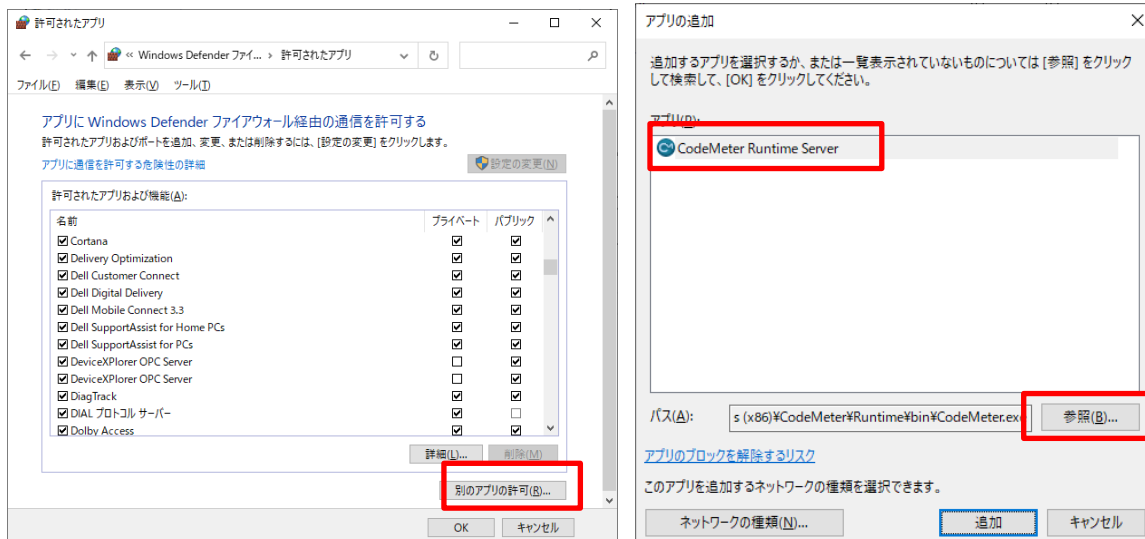 許可されたアプリ
« Windows Defender ファイ... › 許可されたアプリ
ファイル(F) 編集(E) 表示(V) ツール(T)
アプリに Windows Defender ファイアウォール経由の通信を許可する
許可されたアプリおよびポートを追加、変更、または削除するには、[設定の変更] をクリックします。
アプリに通信を許可する危険性の詳細
設定の変更(N)
許可されたアプリおよび機能(A):
名前 プライベート パブリック
Cortana
Delivery Optimization
Dell Customer Connect
Dell Digital Delivery
Dell Mobile Connect 3.3
Dell SupportAssist for Home PCs
Dell SupportAssist for PCs
DeviceXPlorer OPC Server
DeviceXPlorer OPC Server
DiagTrack
DIAL プロトコル サーバー
Dolby Access
詳細(L)... 削除(M)
別のアプリの許可(R)...
OK キャンセル
アプリの追加
追加するアプリを選択するか、または一覧表示されていないものについては [参照] をクリック
して検索して、[OK] をクリックしてください。
アプリ(P):
CodeMeter Runtime Server
パス(A): s (x86)¥CodeMeter¥Runtime¥bin¥CodeMeter.exe 参照(B)...
アプリのブロックを解除するリスク
このアプリを追加するネットワークの種類を選択できます。
ネットワークの種類(N)... 追加 キャンセル